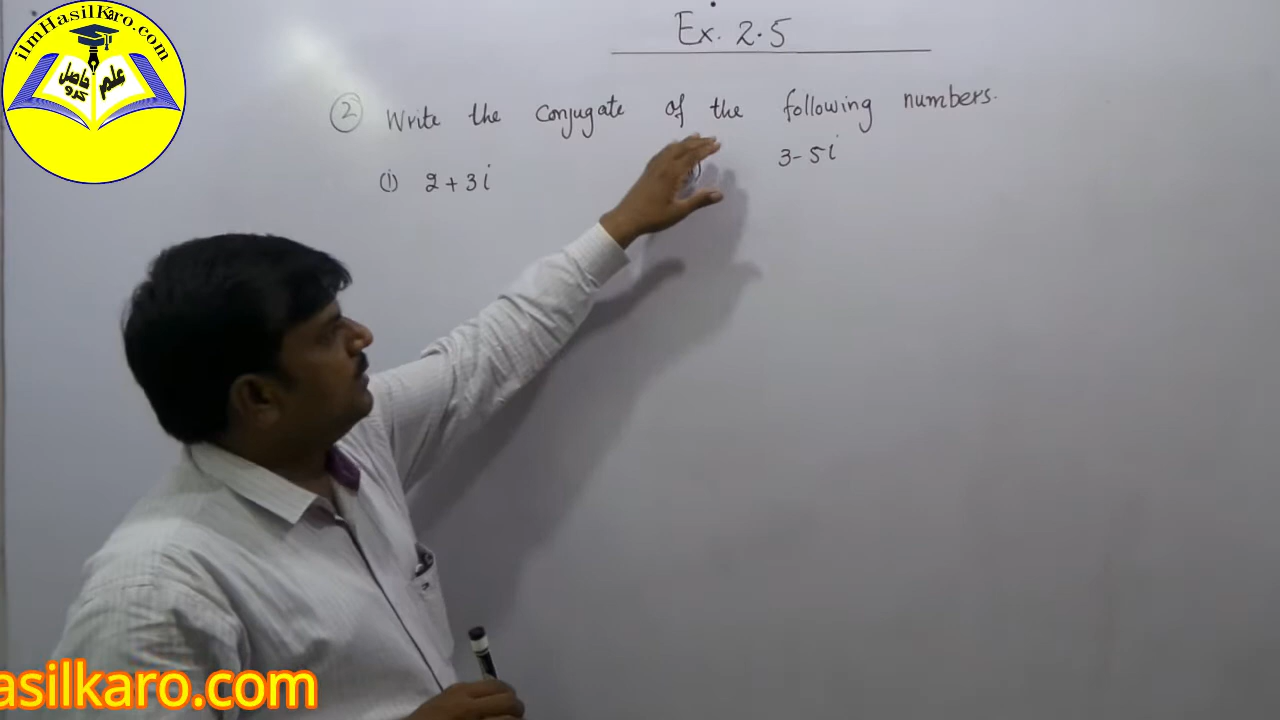 ilmHasilKaro.com
علم حاصل کرو
Ex. 2.5
② Write the conjugate of the following numbers.
(i) 2+3i 3-5i
asilkaro.com